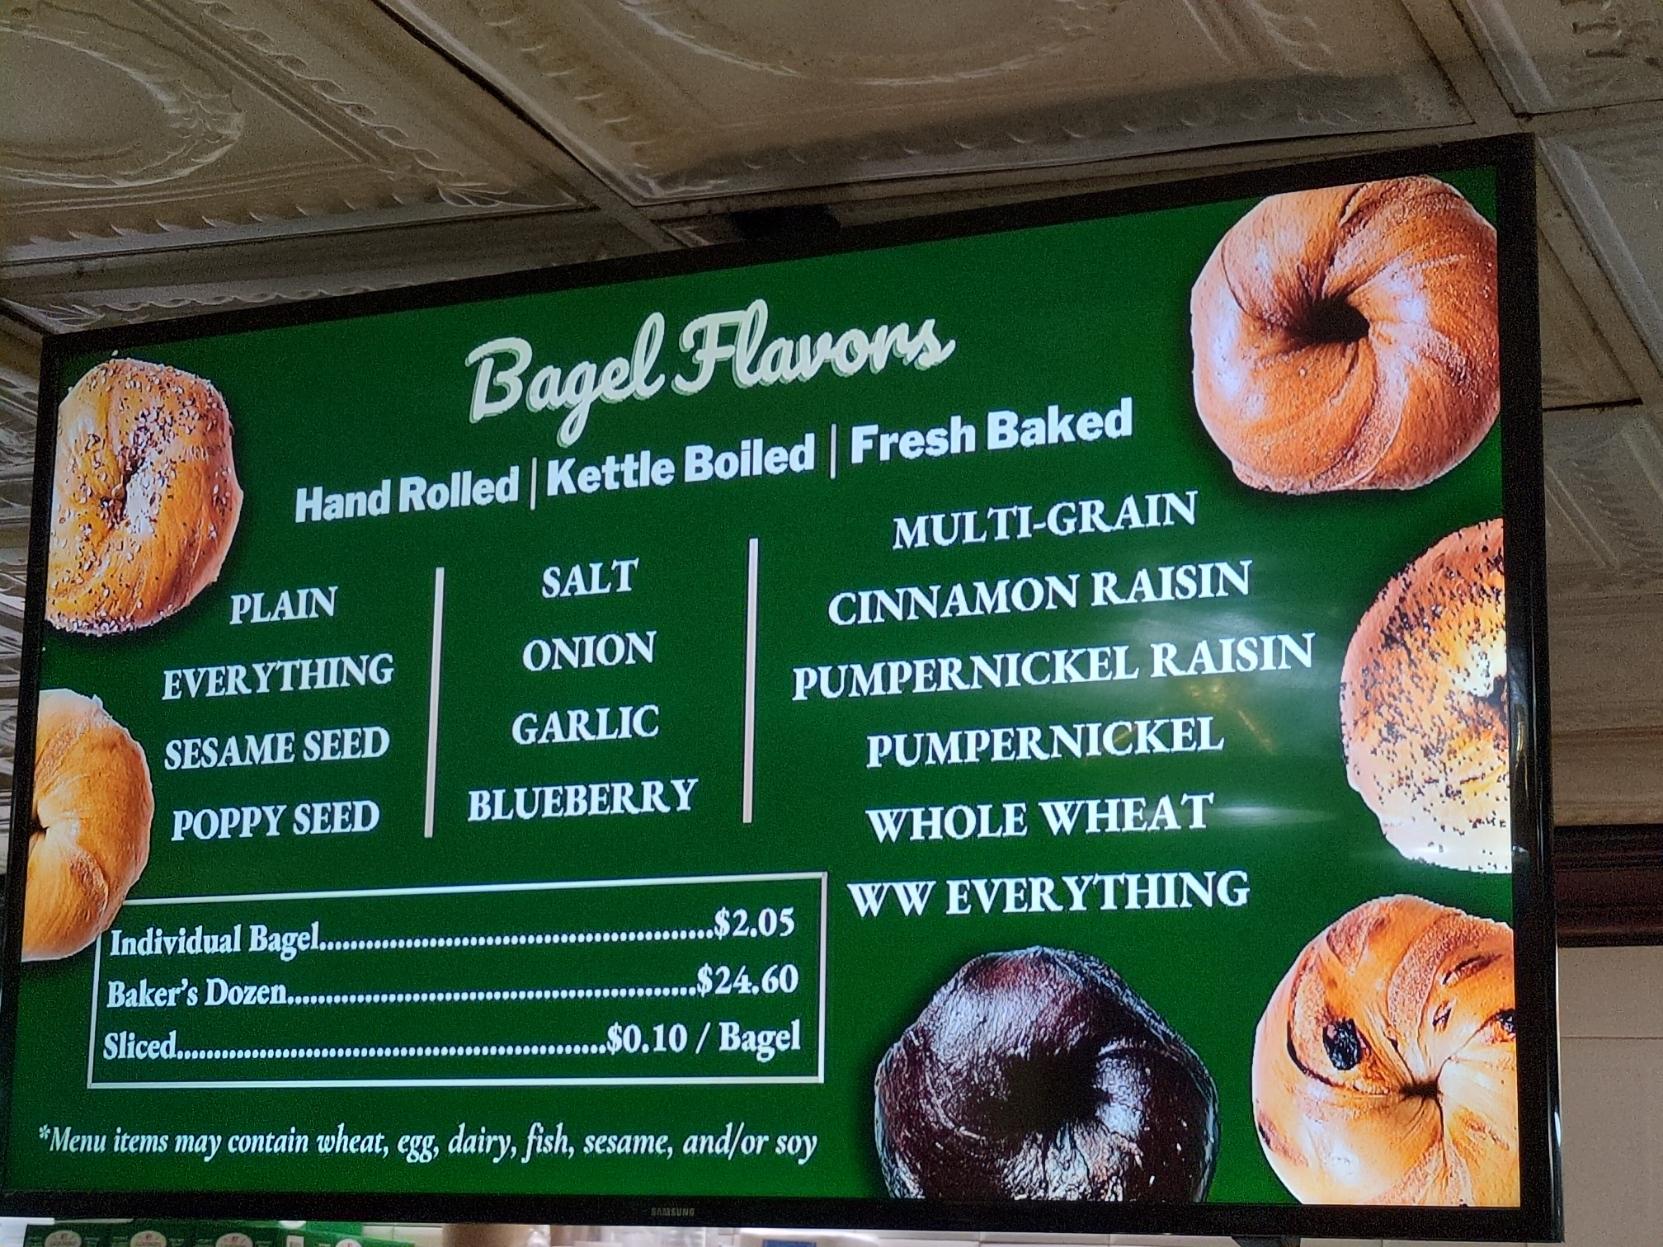 Bagel Flavors
Hand Rolled | Kettle Boiled | Fresh Baked
PLAIN
EVERYTHING
SESAME SEED
POPPY SEED
SALT
ONION
GARLIC
BLUEBERRY
MULTI-GRAIN
CINNAMON RAISIN
PUMPERNICKEL RAISIN
PUMPERNICKEL
WHOLE WHEAT
WW EVERYTHING
Individual Bagel..........................................................$2.05
Baker's Dozen..........................................................$24.60
Sliced..........................................................$0.10 / Bagel
*Menu items may contain wheat, egg, dairy, fish, sesame, and/or soy
SAMSUNG